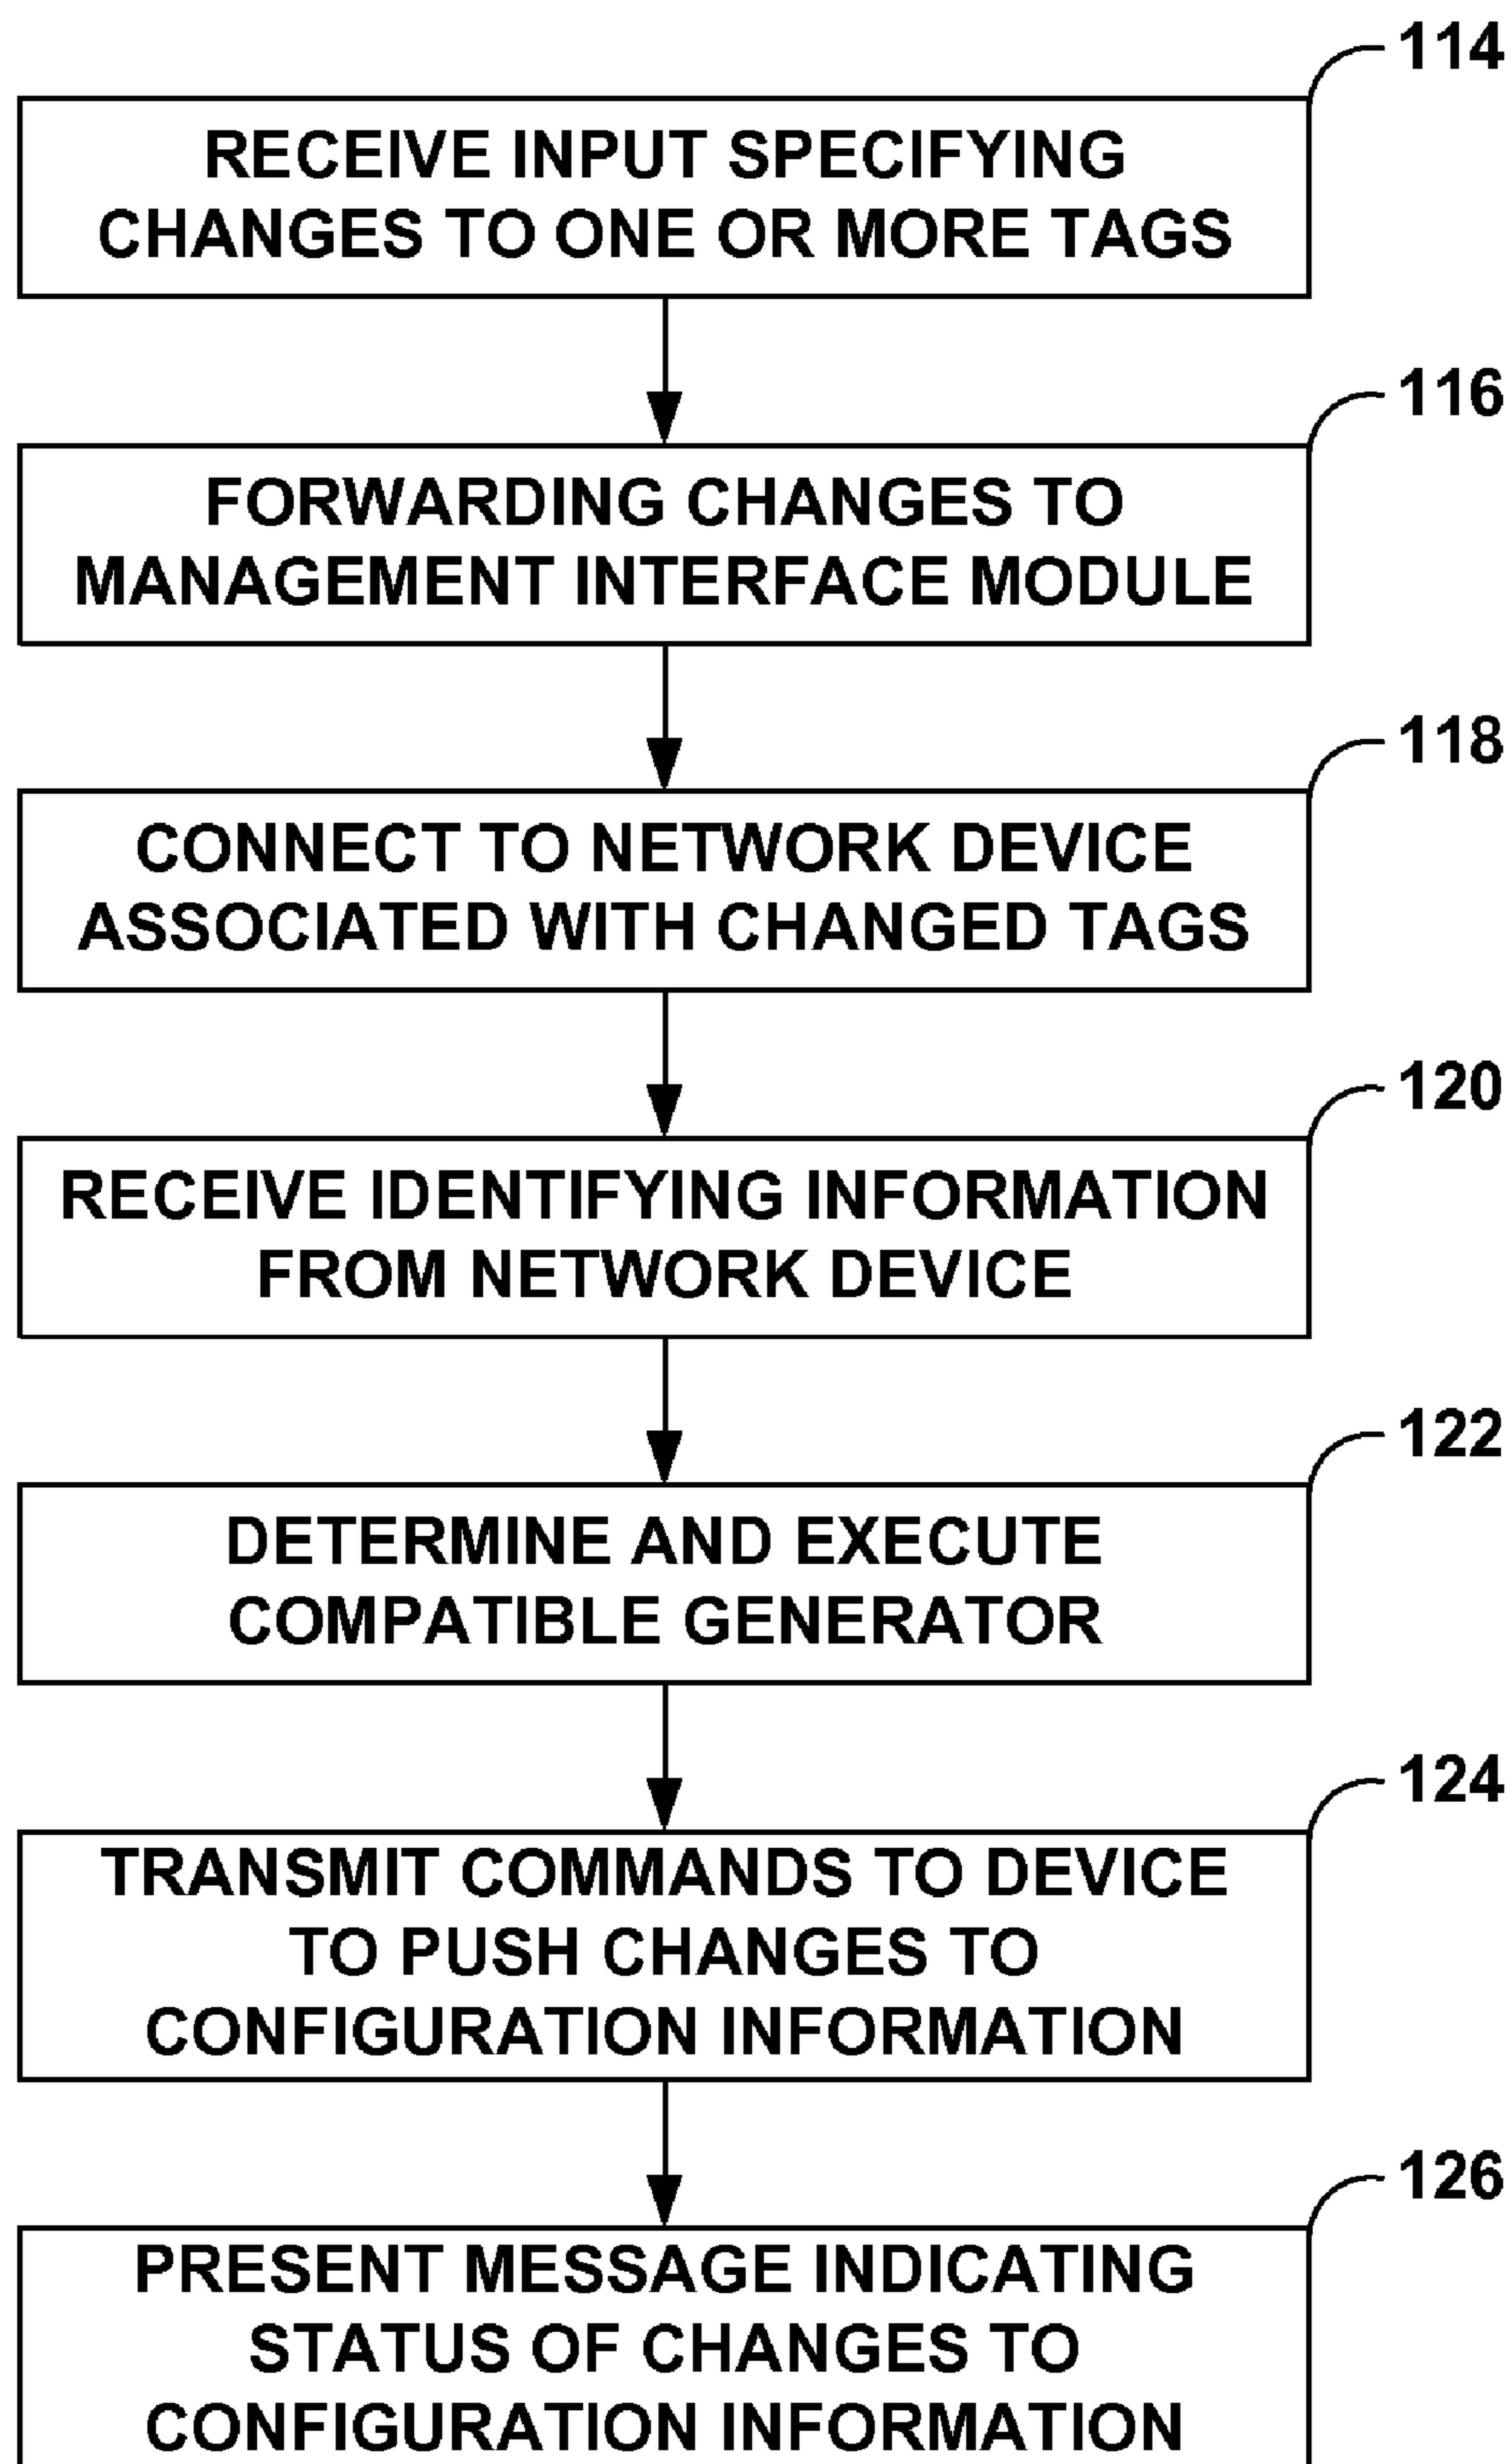 114
RECEIVE INPUT SPECIFYING
CHANGES TO ONE OR MORE TAGS
116
FORWARDING CHANGES TO
MANAGEMENT INTERFACE MODULE
118
CONNECT TO NETWORK DEVICE
ASSOCIATED WITH CHANGED TAGS
120
RECEIVE IDENTIFYING INFORMATION
FROM NETWORK DEVICE
122
DETERMINE AND EXECUTE
COMPATIBLE GENERATOR
124
TRANSMIT COMMANDS TO DEVICE
TO PUSH CHANGES TO
CONFIGURATION INFORMATION
126
PRESENT MESSAGE INDICATING
STATUS OF CHANGES TO
CONFIGURATION INFORMATION